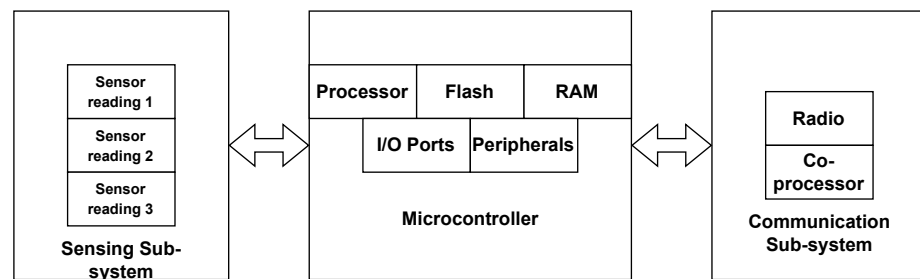 Sensor
reading 1
Sensor
reading 2
Sensor
reading 3
Sensing Sub-
system
Processor
Flash
RAM
I/O Ports
Peripherals
Microcontroller
Radio
Co-
processor
Communication
Sub-system